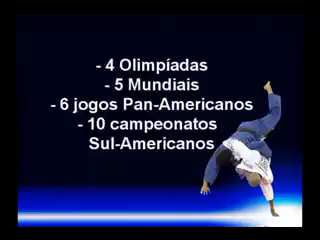 - 4 Olimpíadas
- 5 Mundiais
- 6 jogos Pan-Americanos
- 10 campeonatos
Sul-Americanos